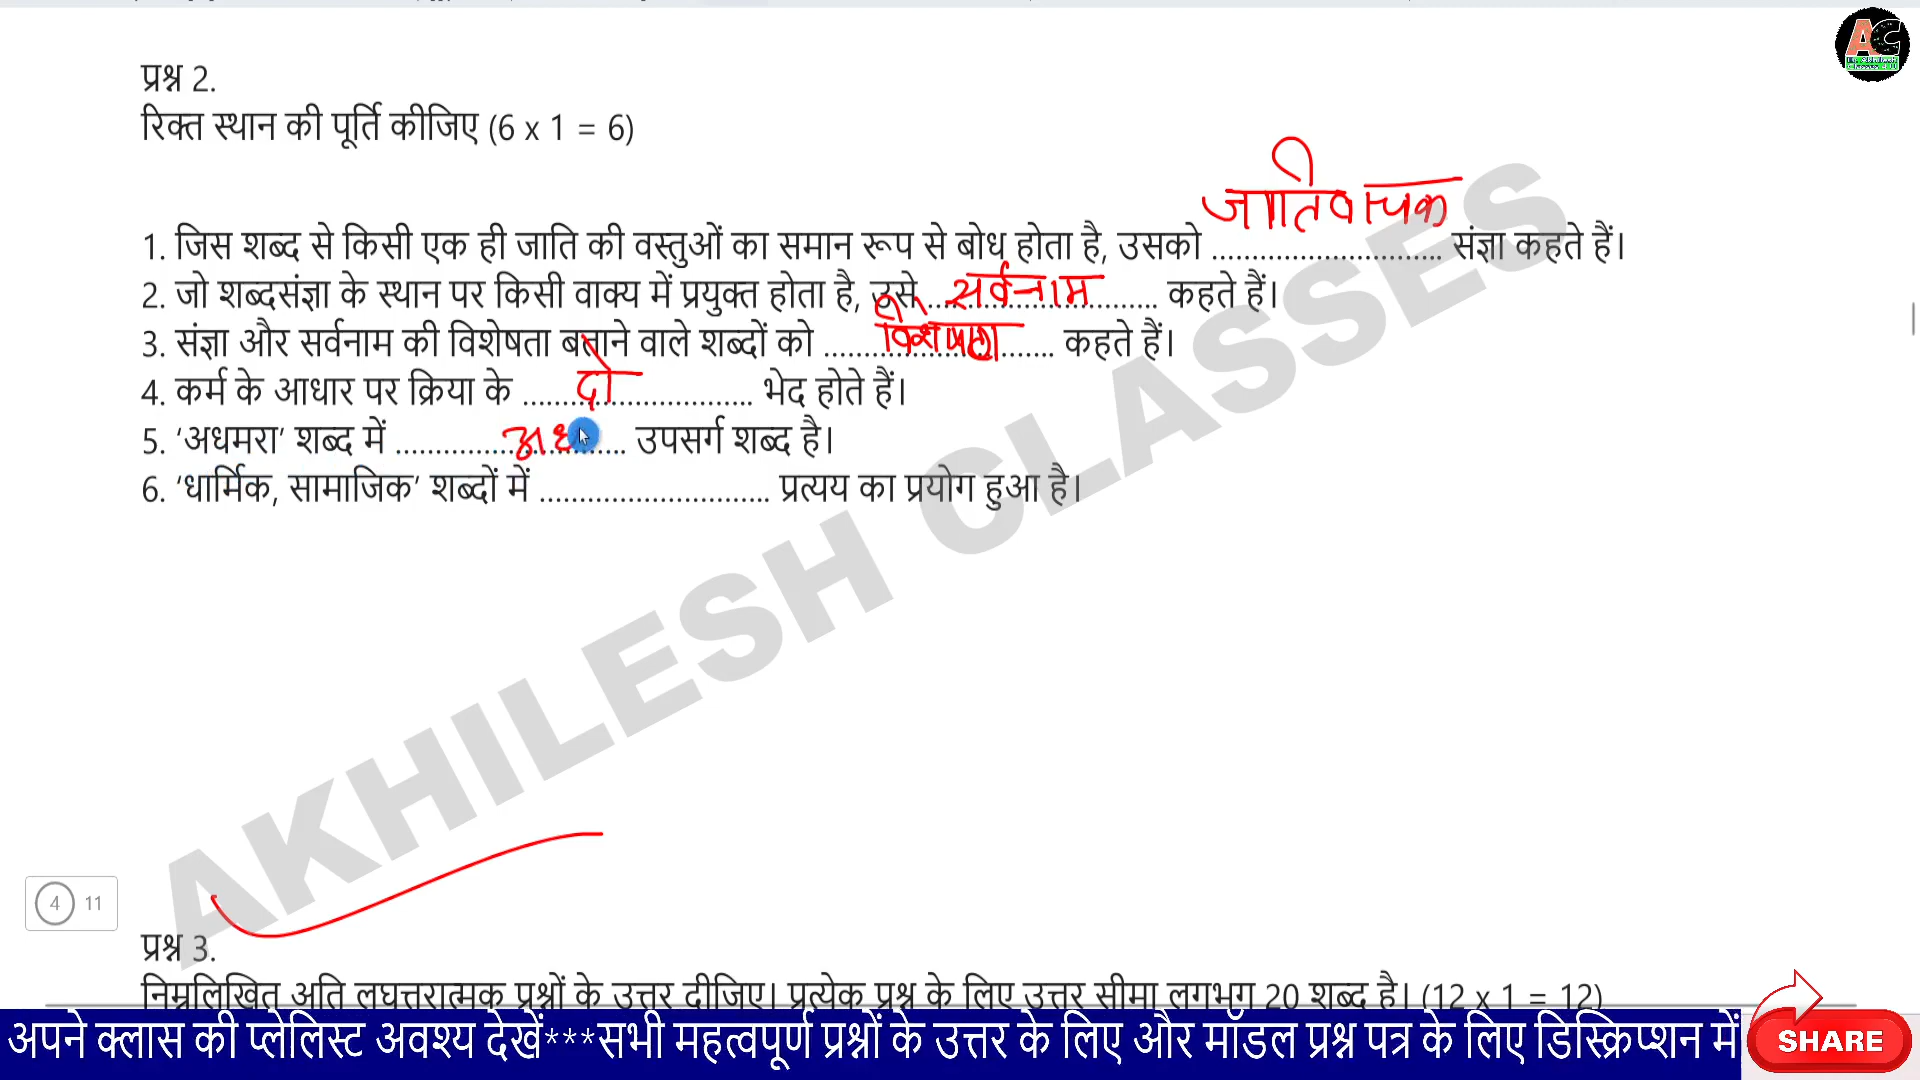 प्रश्न 2.
रिक्त स्थान की पूर्ति कीजिए (6 x 1 = 6)
जातिवाचक
1. जिस शब्द से किसी एक ही जाति की वस्तुओं का समान रूप से बोध होता है, उसको ............................ संज्ञा कहते हैं।
2. जो शब्दसंज्ञा के स्थान पर किसी वाक्य में प्रयुक्त होता है, उसे सर्वनाम कहते हैं।
3. संज्ञा और सर्वनाम की विशेषता बताने वाले शब्दों को विशेषण कहते हैं।
4. कर्म के आधार पर क्रिया के दो भेद होते हैं।
5. ‘अधमरा’ शब्द में अध उपसर्ग शब्द है।
6. ‘धार्मिक, सामाजिक’ शब्दों में ............................ प्रत्यय का प्रयोग हुआ है।
AKHILESH CLASSES
4 11
प्रश्न 3.
निम्नलिखित अति लघत्तरात्मक प्रश्नों के उत्तर दीजिए। प्रत्येक प्रश्न के लिए उत्तर सीमा लगभग 20 शब्द है। (12 x 1 = 12)
अपने क्लास की प्लेलिस्ट अवश्य देखें***सभी महत्वपूर्ण प्रश्नों के उत्तर के लिए और मॉडल प्रश्न पत्र के लिए डिस्क्रिप्शन में
SHARE
AC